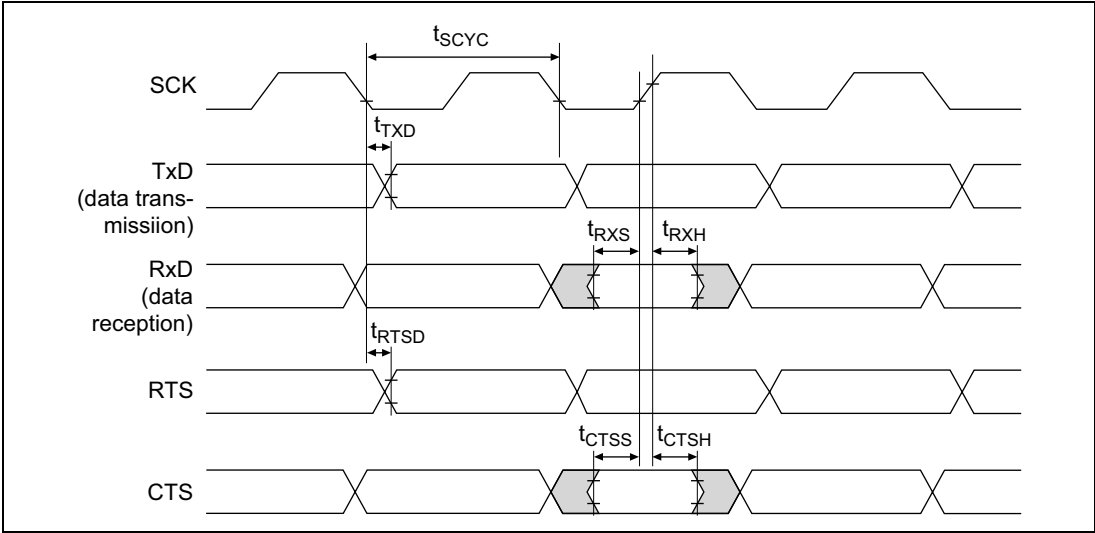 tSCYC
SCK
tTXD
TxD
(data trans-
missiion)
tRXS
tRXH
RxD
(data
reception)
tRTSD
RTS
tCTSS
tCTSH
CTS